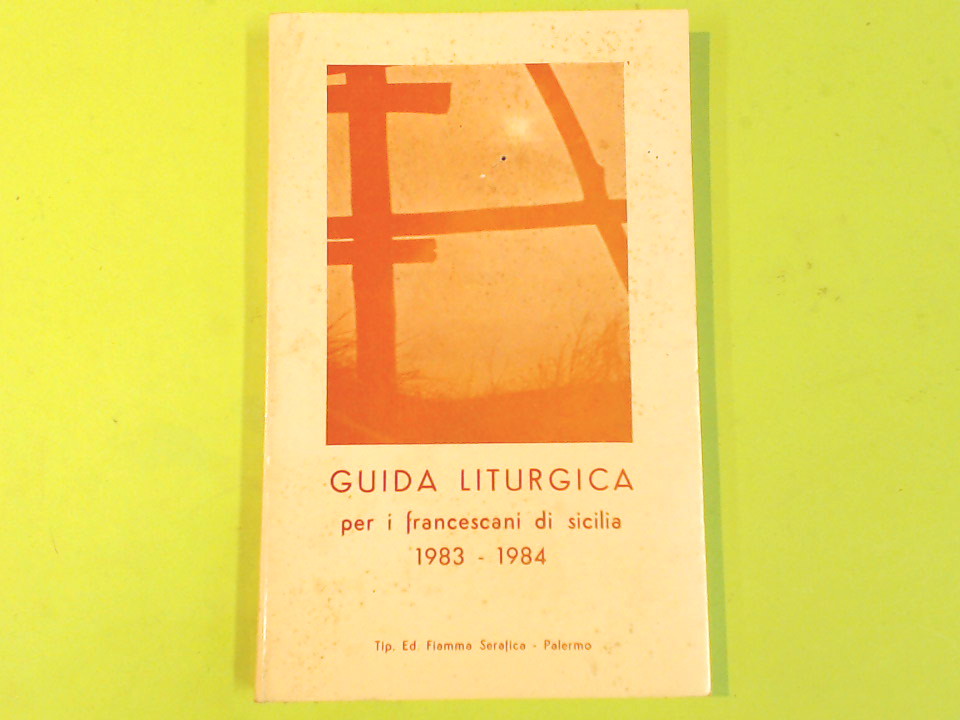 GUIDA LITURGICA
per i francescani di sicilia
1983 - 1984
Tip. Ed. Fiamma Serafica - Palermo